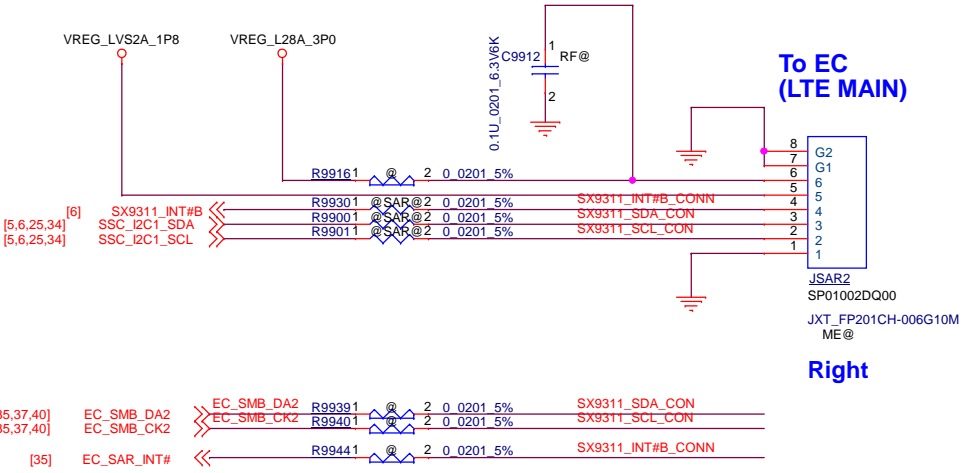 VREG_LVS2A_1P8
VREG_L28A_3P0
0.1U_0201_6.3V6K
C9912
1
RF@
2
To EC
(LTE MAIN)
8 G2
7 G1
R9916 1 @ 2 0_0201_5% 6 6
5 5
[6] SX9311_INT#B R9930 1 @SAR@ 2 0_0201_5% SX9311_INT#B_CONN 4 4
[5,6,25,34] SSC_I2C1_SDA R9900 1 @SAR@ 2 0_0201_5% SX9311_SDA_CON 3 3
[5,6,25,34] SSC_I2C1_SCL R9901 1 @SAR@ 2 0_0201_5% SX9311_SCL_CON 2 2
1 1
JSAR2
SP01002DQ00
JXT_FP201CH-006G10M
ME@
Right
35,37,40] EC_SMB_DA2 EC_SMB_DA2 R9939 1 @ 2 0_0201_5% SX9311_SDA_CON
35,37,40] EC_SMB_CK2 EC_SMB_CK2 R9940 1 @ 2 0_0201_5% SX9311_SCL_CON
[35] EC_SAR_INT# R9944 1 @ 2 0_0201_5% SX9311_INT#B_CONN